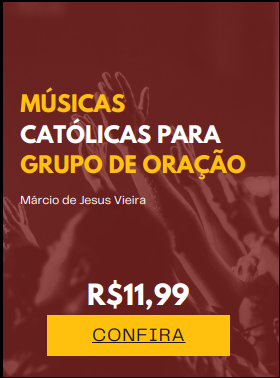 MÚSICAS
CATÓLICAS PARA
GRUPO DE ORAÇÃO
Márcio de Jesus Vieira
R$11,99
CONFIRA